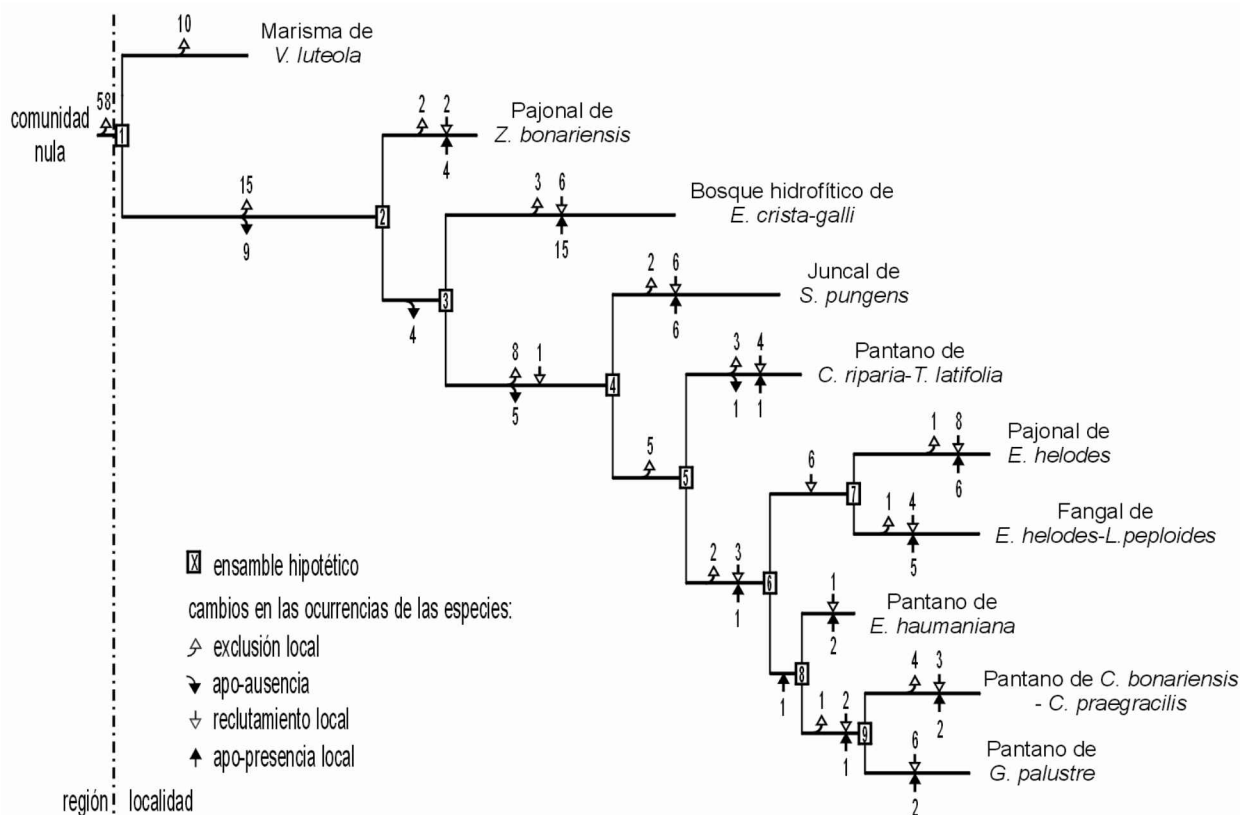 10
Marisma de
V. luteola
58
comunidad
nula
1
2 2
Pajonal de
Z. bonariensis
4
15
9
2
3 6
Bosque hidrofítico de
E. crista-galli
15
4
3
2 6
Juncal de
S. pungens
6
8 1
5
4
3 4
Pantano de
C. riparia-T. latifolia
1 1
5
5
1 8
Pajonal de
E. helodes
6
6
7
1 4
Fangal de
E. helodes-L.peploides
5
2 3
1
6
1
Pantano de
E. haumaniana
2
1
8
4 3
Pantano de C. bonariensis
- C. praegracilis
2
1 2
1
9
6
Pantano de
G. palustre
2
X ensamble hipotético
cambios en las ocurrencias de las especies:
exclusión local
apo-ausencia
reclutamiento local
apo-presencia local
región localidad